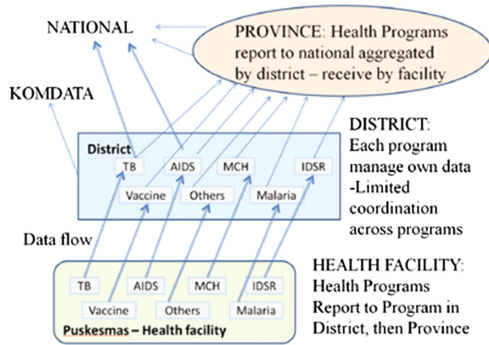 NATIONAL
PROVINCE: Health Programs
report to national aggregated
by district – receive by facility
KOMDATA
DISTRICT:
Each program
manage own data
-Limited
coordination
across programs
District
TB AIDS MCH IDSR
Vaccine Others Malaria
Data flow
HEALTH FACILITY:
Health Programs
Report to Program in
District, then Province
TB AIDS MCH IDSR
Vaccine Others Malaria
Puskesmas – Health facility